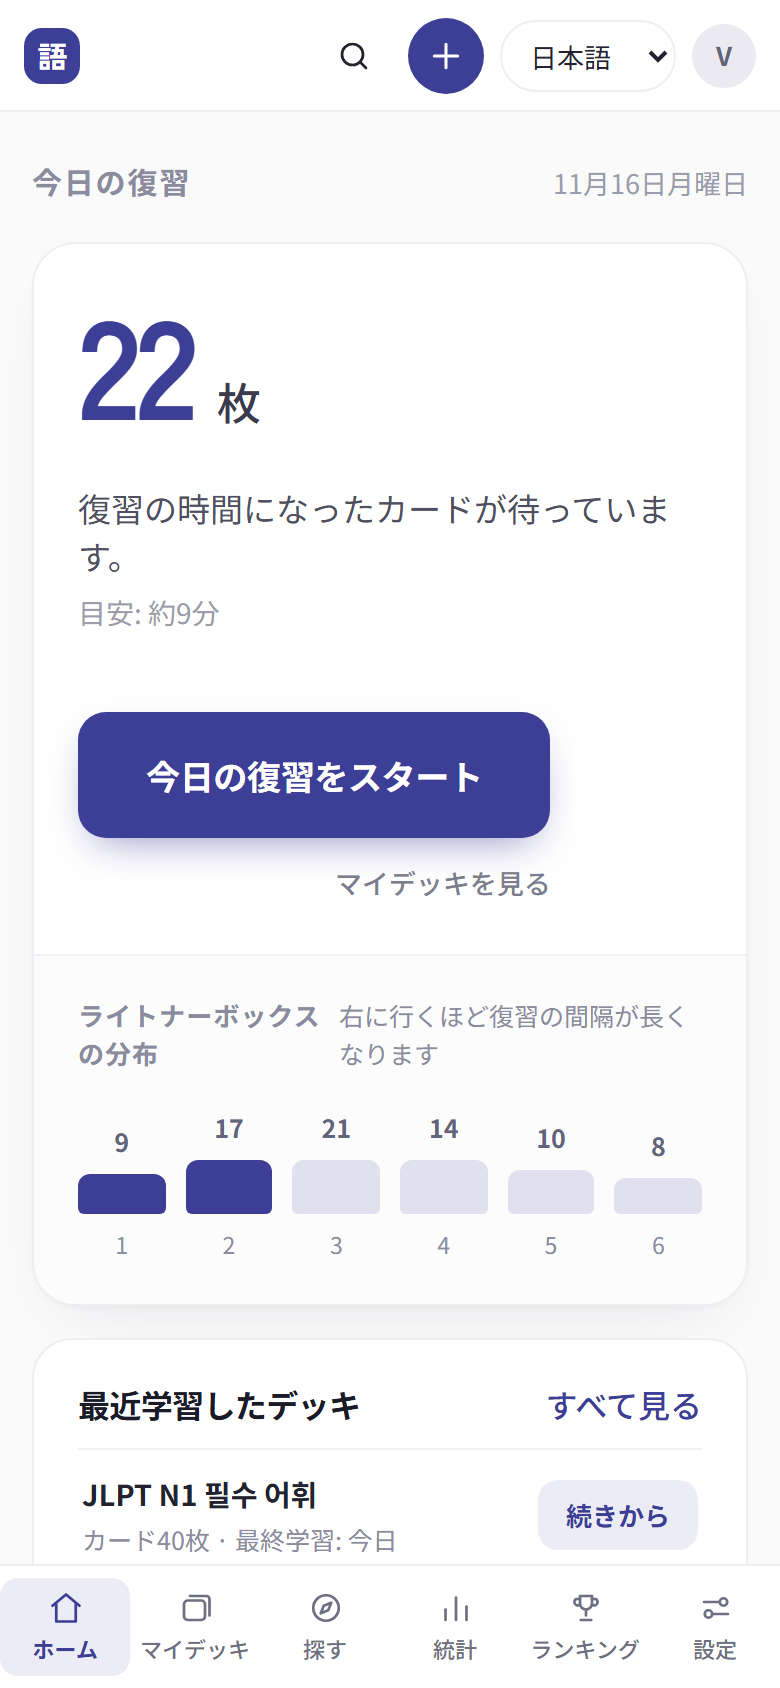 語
日本語
V
今日の復習
11月16日月曜日
22 枚
復習の時間になったカードが待っていま
す。
目安: 約9分
今日の復習をスタート
マイデッキを見る
ライトナーボックス
の分布
右に行くほど復習の間隔が長く
なります
9 17 21 14 10 8
1 2 3 4 5 6
最近学習したデッキ
すべて見る
JLPT N1 필수 어휘
カード40枚 · 最終学習: 今日
続きから
ホーム マイデッキ 探す 統計 ランキング 設定